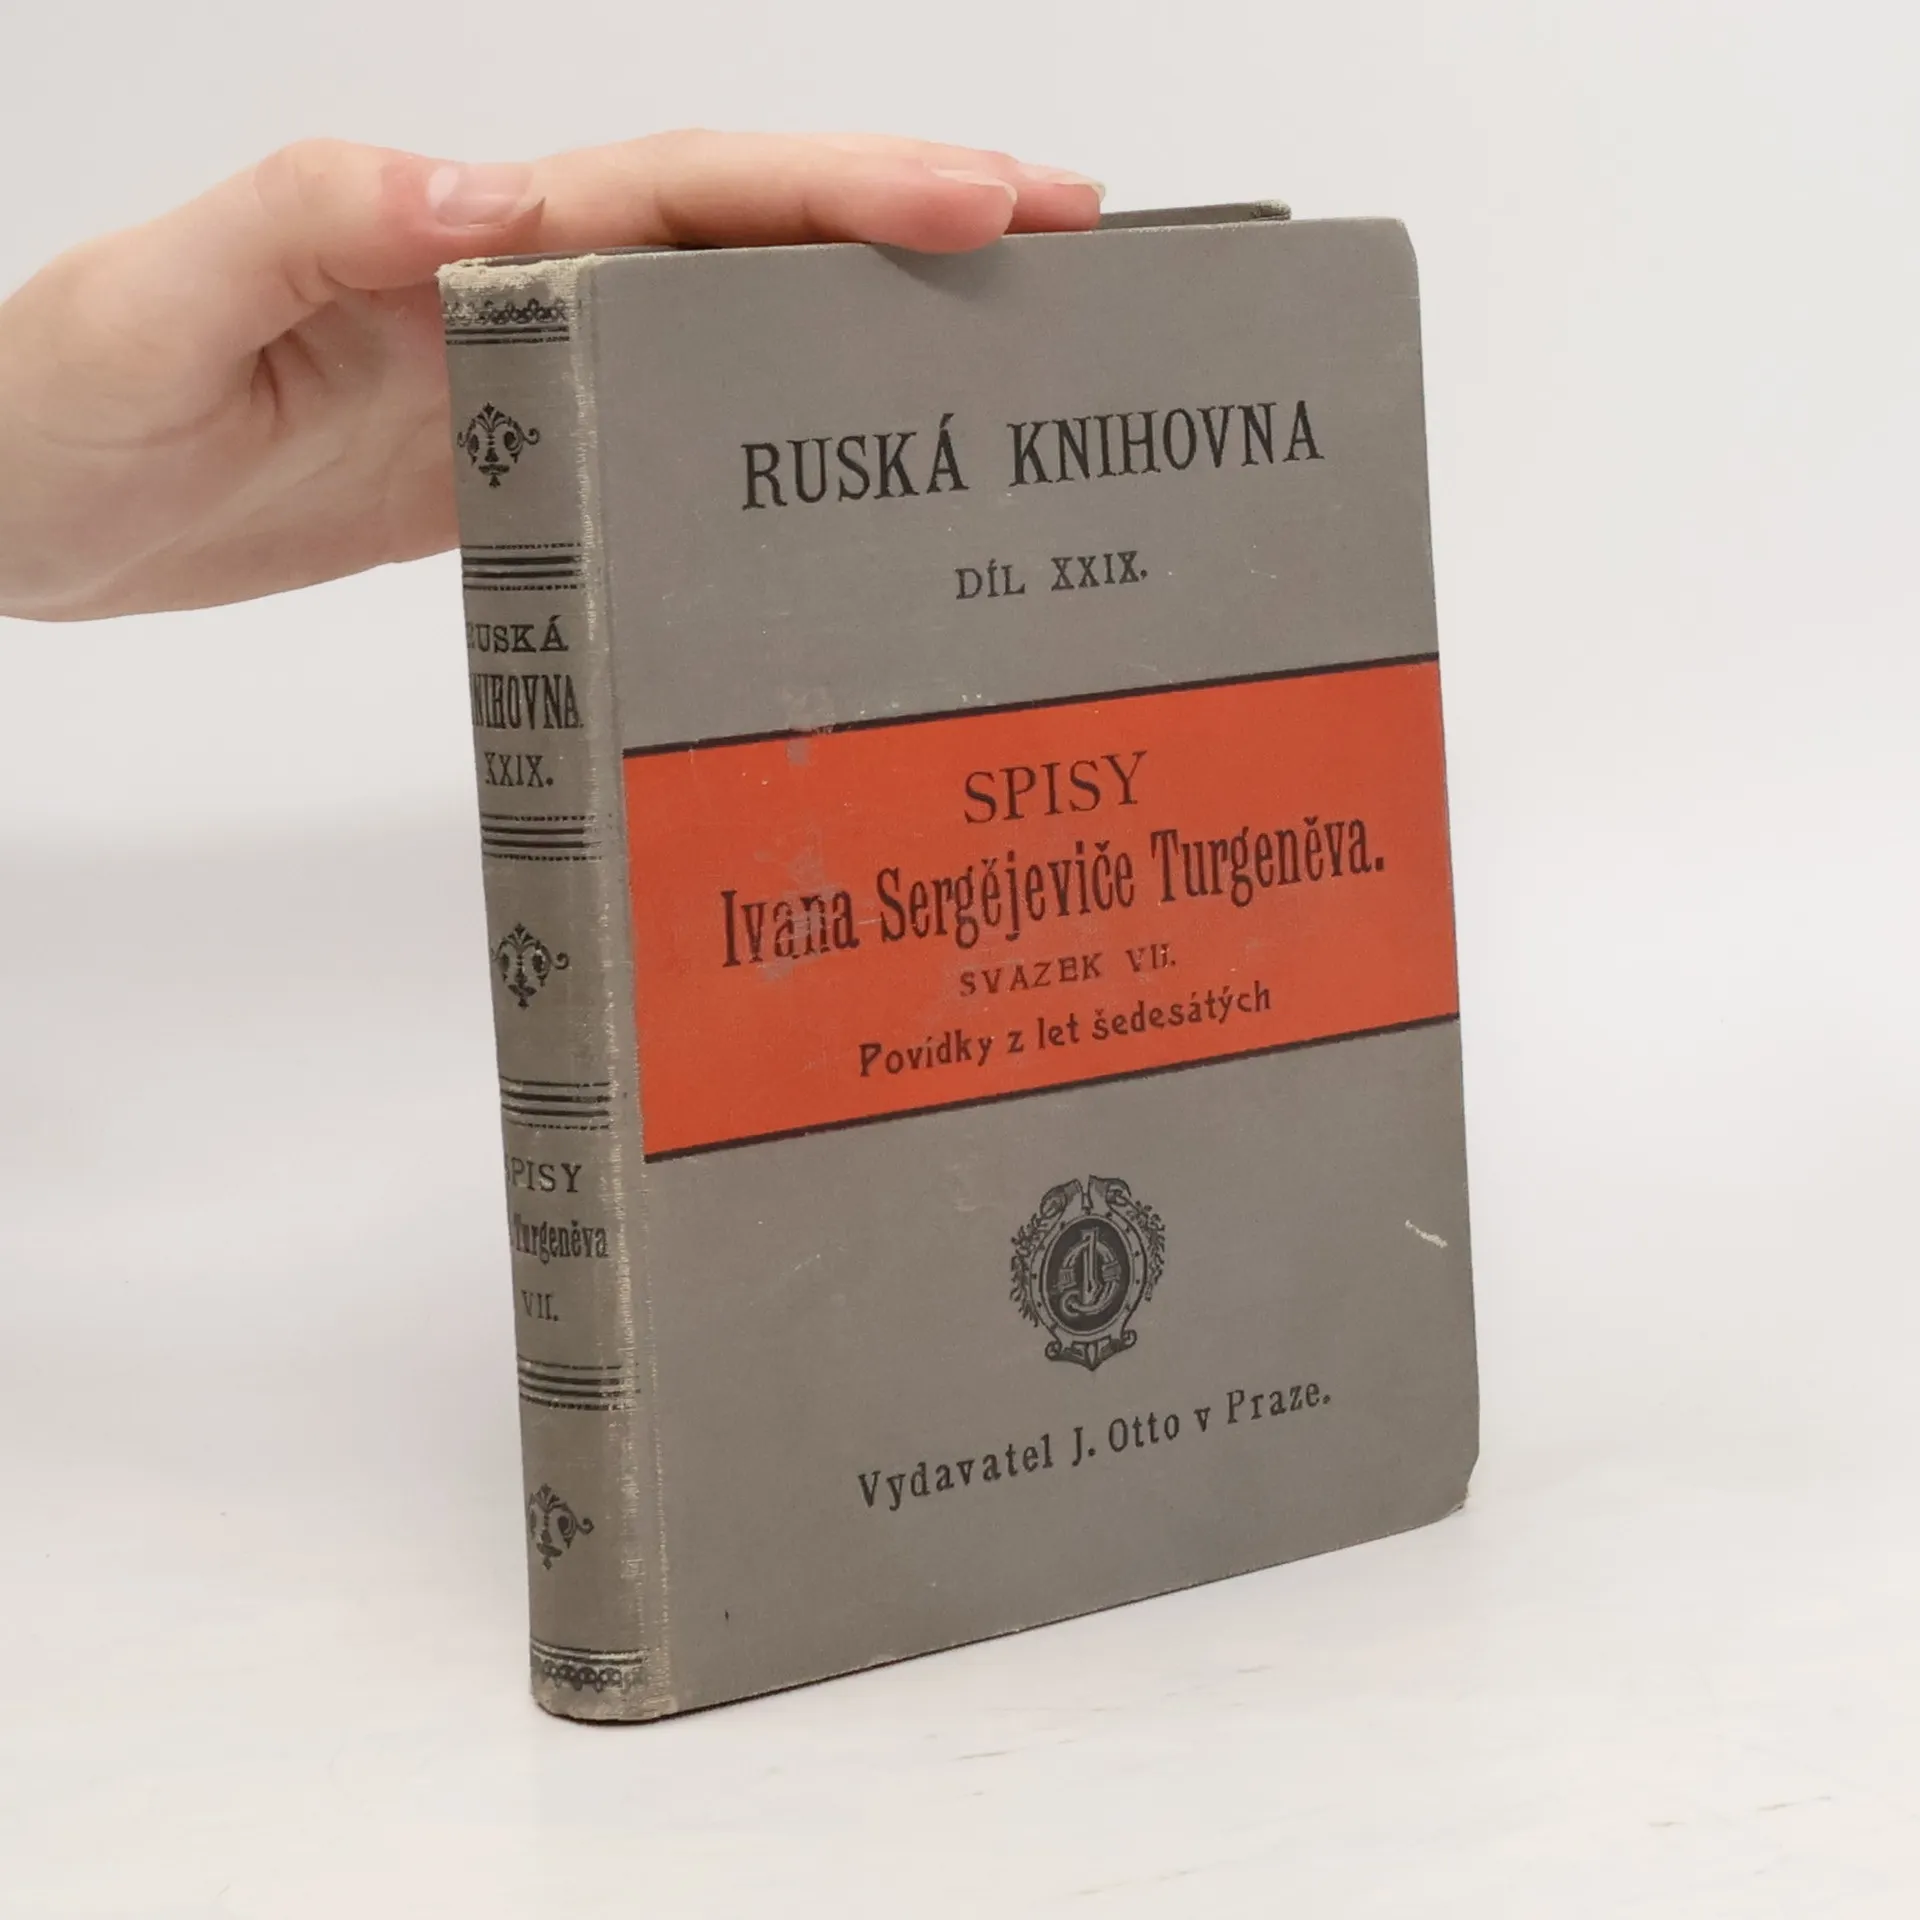 RUSKÁ KNIHOVNA
DÍL XXIX.
SPISY
Ivana Sergějeviče Turgeněva.
SVAZEK VII.
Povídky z let šedesátých
Vydavatel J. Otto v Praze.
RUSKÁ
KNIHOVNA
XXIX.
SPISY
Turgeněva
VII.